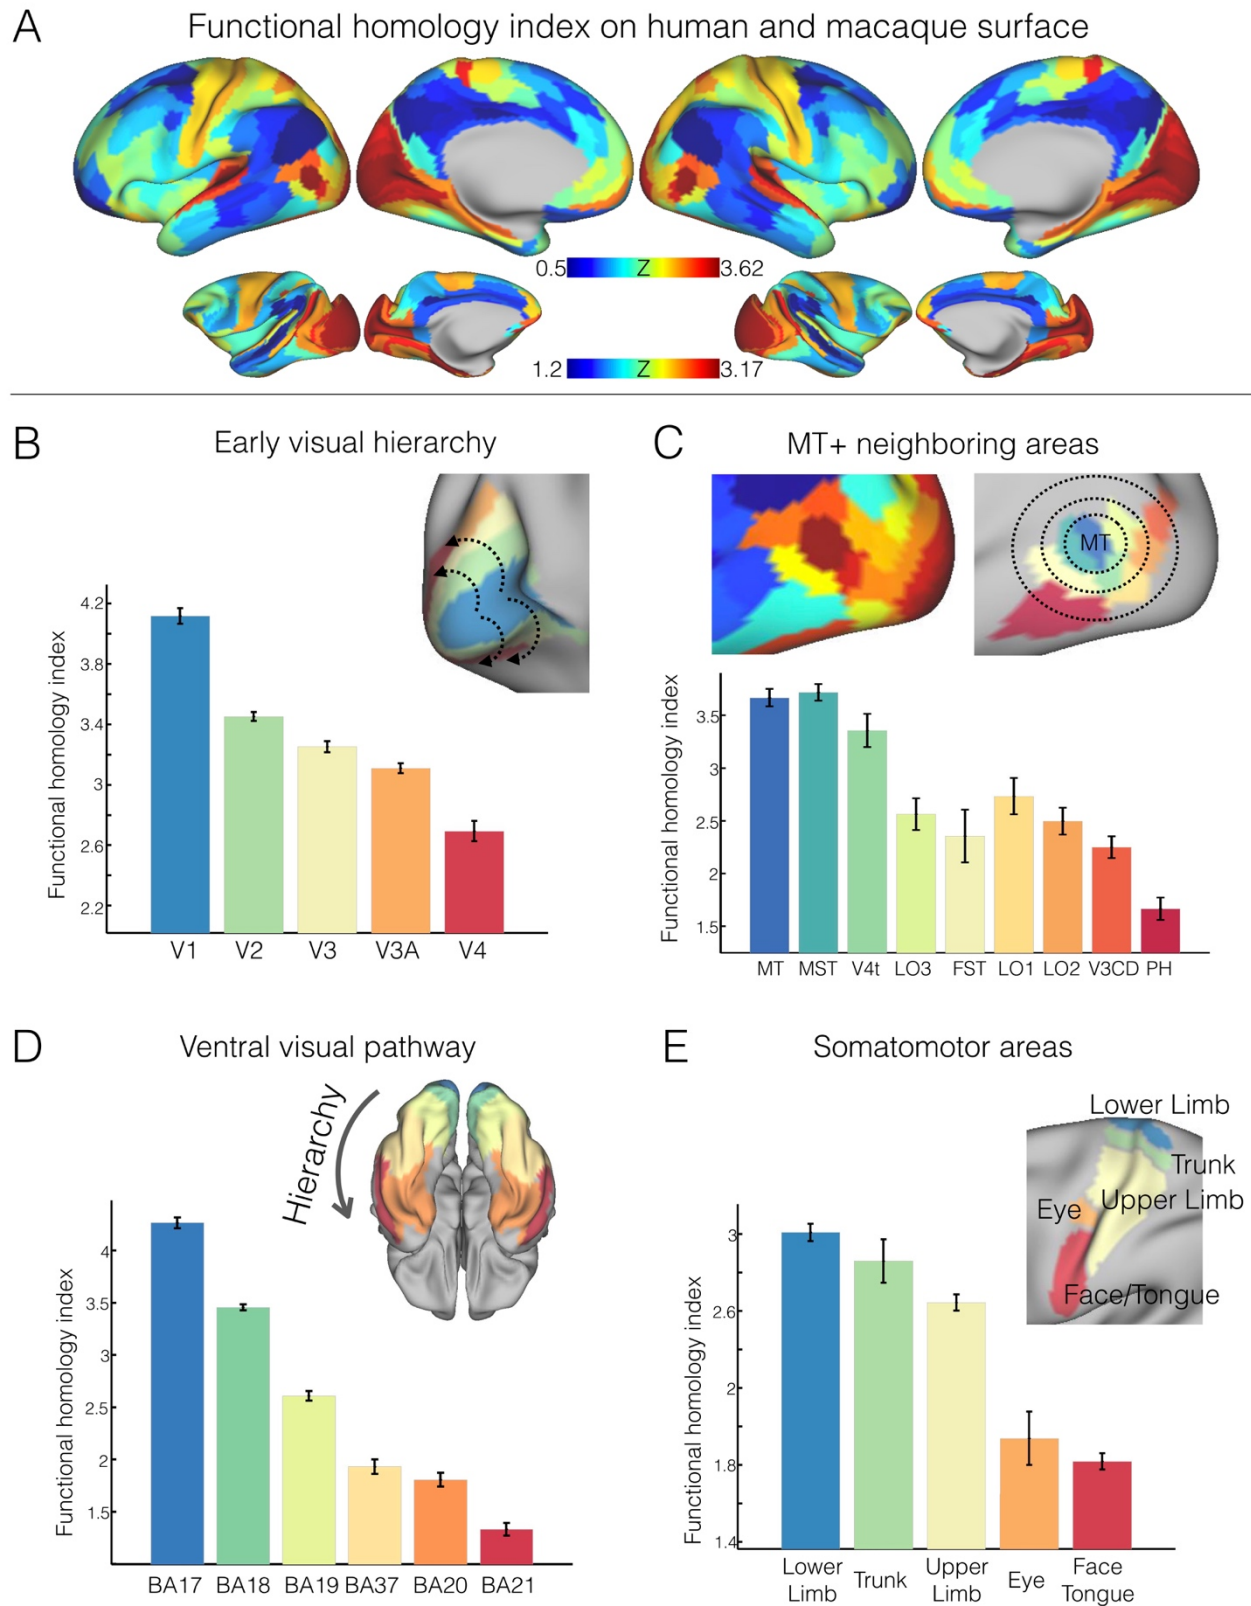 A
Functional homology index on human and macaque surface
0.5 Z 3.62
1.2 Z 3.17
B
Early visual hierarchy
Functional homology index
4.2
3.8
3.4
3
2.6
2.2
V1 V2 V3 V3A V4
C
MT+ neighboring areas
MT
Functional homology index
3.5
3
2.5
2
1.5
MT MST V4t LO3 FST LO1 LO2 V3CD PH
D
Ventral visual pathway
Hierarchy
Functional homology index
4
3.5
3
2.5
2
1.5
BA17 BA18 BA19 BA37 BA20 BA21
E
Somatomotor areas
Lower Limb
Trunk
Upper Limb
Eye
Face/Tongue
Functional homology index
3
2.6
2
1.8
1.4
Lower Limb
Trunk
Upper Limb
Eye
Face Tongue